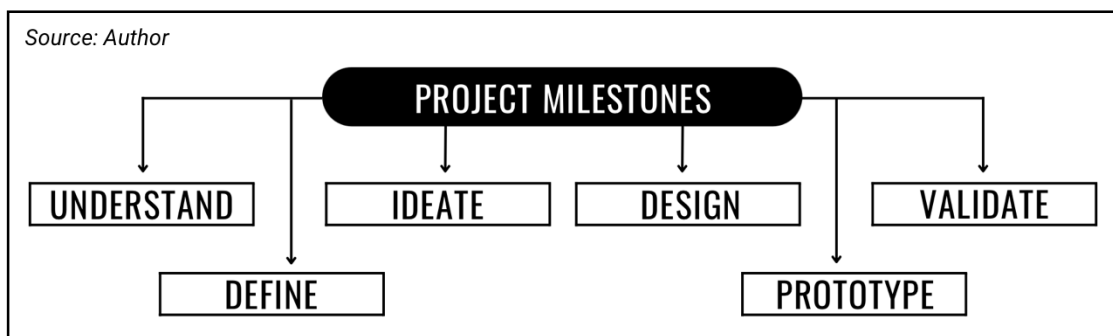 Source: Author
PROJECT MILESTONES
UNDERSTAND
IDEATE
DESIGN
VALIDATE
DEFINE
PROTOTYPE